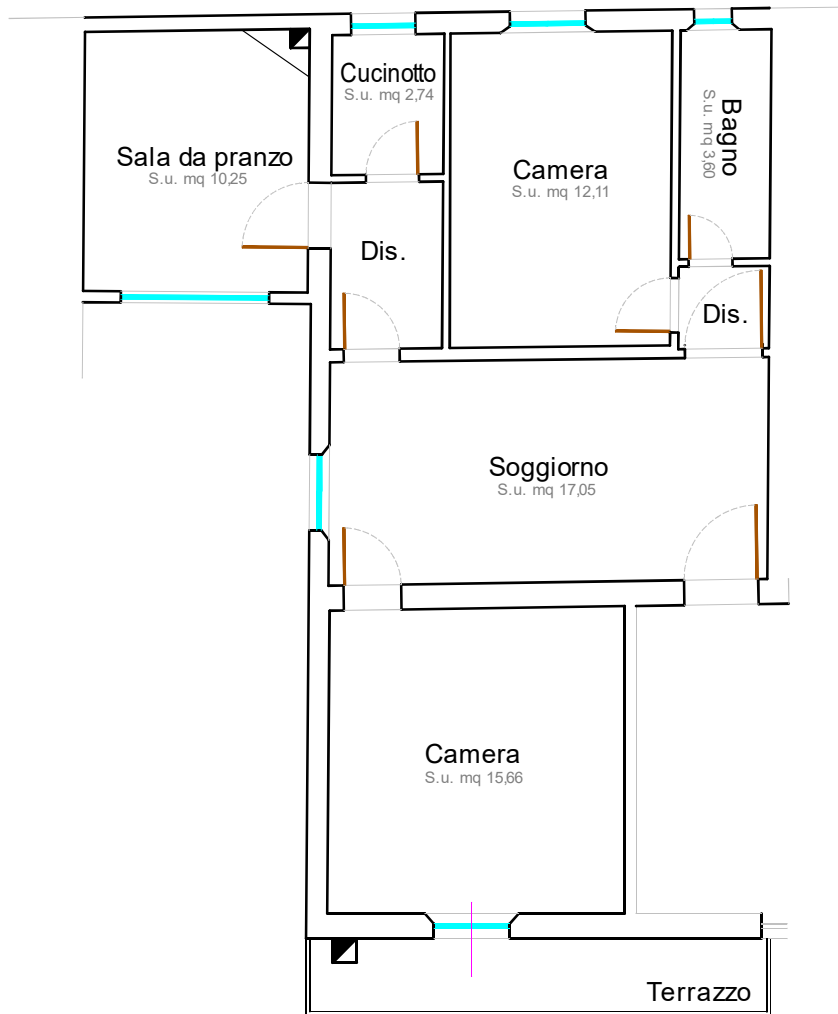 Cucinotto
S.u. mq 2,74
Sala da pranzo
S.u. mq 10,25
Camera
S.u. mq 12,11
Bagno
S.u. mq 3,60
Dis.
Dis.
Soggiorno
S.u. mq 17,05
Camera
S.u. mq 15,66
Terrazzo